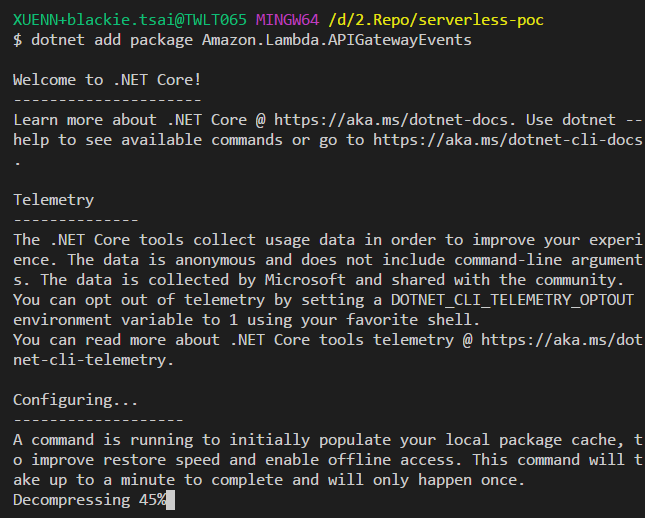 XUENN+blackie.tsai@TWLT065 MINGW64 /d/2.Repo/serverless-poc
$ dotnet add package Amazon.Lambda.APIGatewayEvents
Welcome to .NET Core!
---------------------
Learn more about .NET Core @ https://aka.ms/dotnet-docs. Use dotnet --
help to see available commands or go to https://aka.ms/dotnet-cli-docs
.
Telemetry
--------------
The .NET Core tools collect usage data in order to improve your experi
ence. The data is anonymous and does not include command-line argument
s. The data is collected by Microsoft and shared with the community.
You can opt out of telemetry by setting a DOTNET_CLI_TELEMETRY_OPTOUT
environment variable to 1 using your favorite shell.
You can read more about .NET Core tools telemetry @ https://aka.ms/dot
net-cli-telemetry.
Configuring...
-------------------
A command is running to initially populate your local package cache, t
o improve restore speed and enable offline access. This command will t
ake up to a minute to complete and will only happen once.
Decompressing 45%